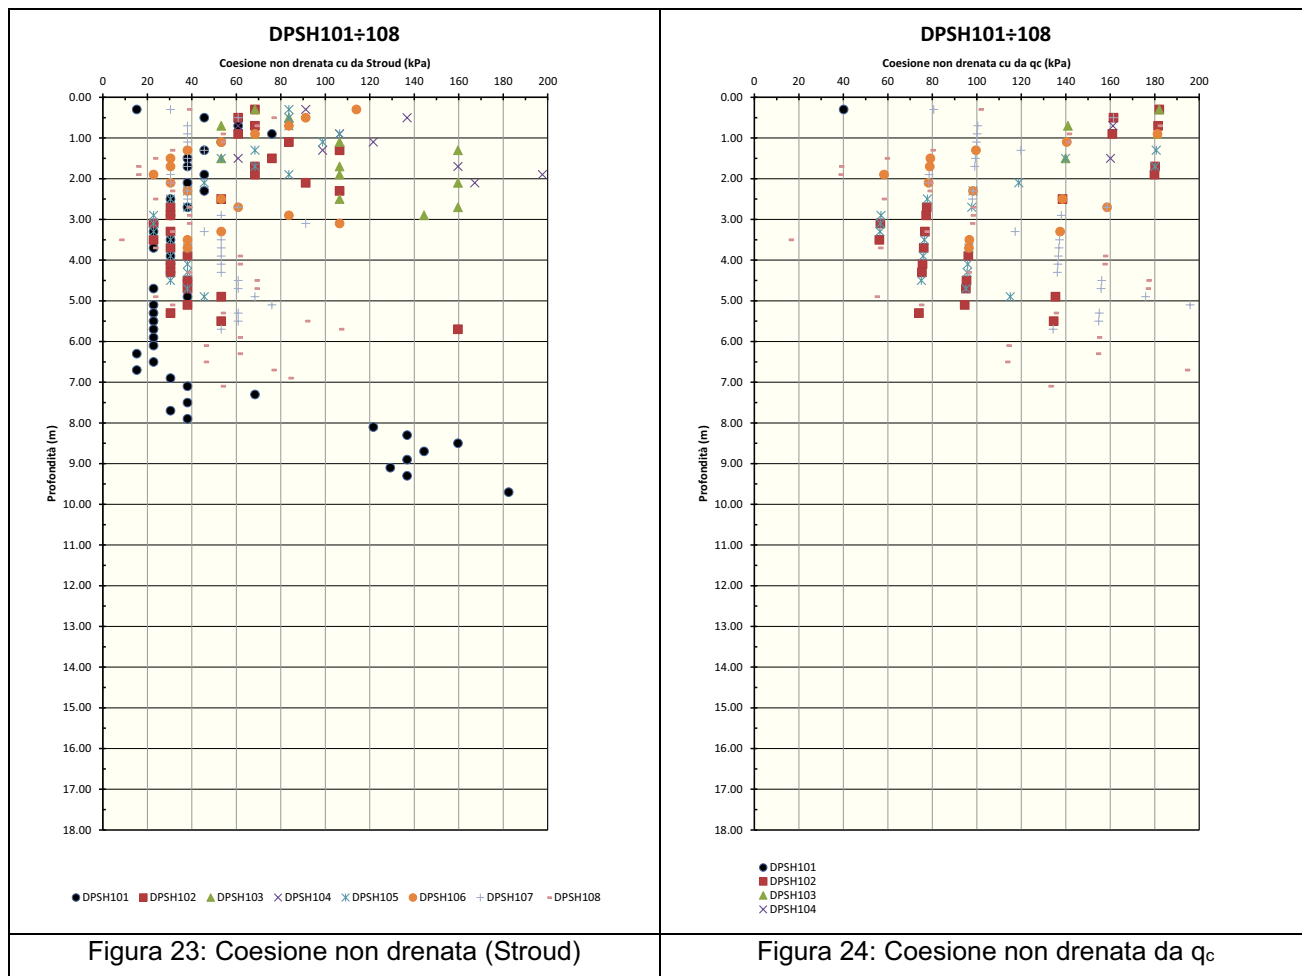 DPSH101÷108
Coesione non drenata cu da Stroud (kPa)
0 20 40 60 80 100 120 140 160 180 200
0.00
1.00
2.00
3.00
4.00
5.00
6.00
7.00
8.00
9.00
10.00
11.00
12.00
13.00
14.00
15.00
16.00
17.00
18.00
Profondità (m)
DPSH101 DPSH102 DPSH103 DPSH104 DPSH105 DPSH106 DPSH107 DPSH108
Figura 23: Coesione non drenata (Stroud)
DPSH101÷108
Coesione non drenata cu da qc (kPa)
0 20 40 60 80 100 120 140 160 180 200
0.00
1.00
2.00
3.00
4.00
5.00
6.00
7.00
8.00
9.00
10.00
11.00
12.00
13.00
14.00
15.00
16.00
17.00
18.00
Profondità (m)
DPSH101
DPSH102
DPSH103
DPSH104
Figura 24: Coesione non drenata da qc